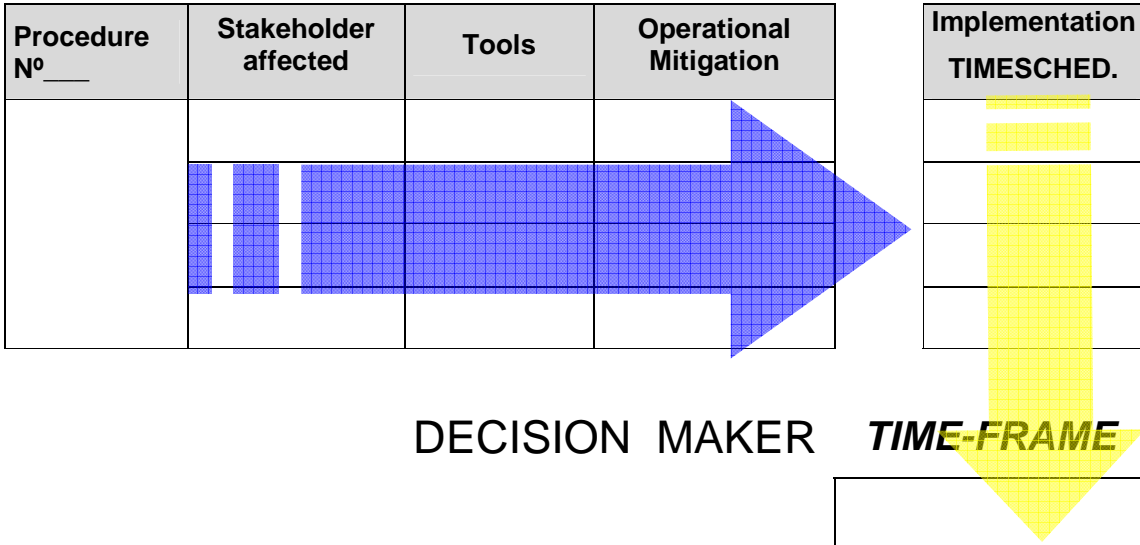 Procedure
Nº___
Stakeholder
affected
Tools
Operational
Mitigation
Implementation
TIMESCHED.
DECISION MAKER TIME-FRAME